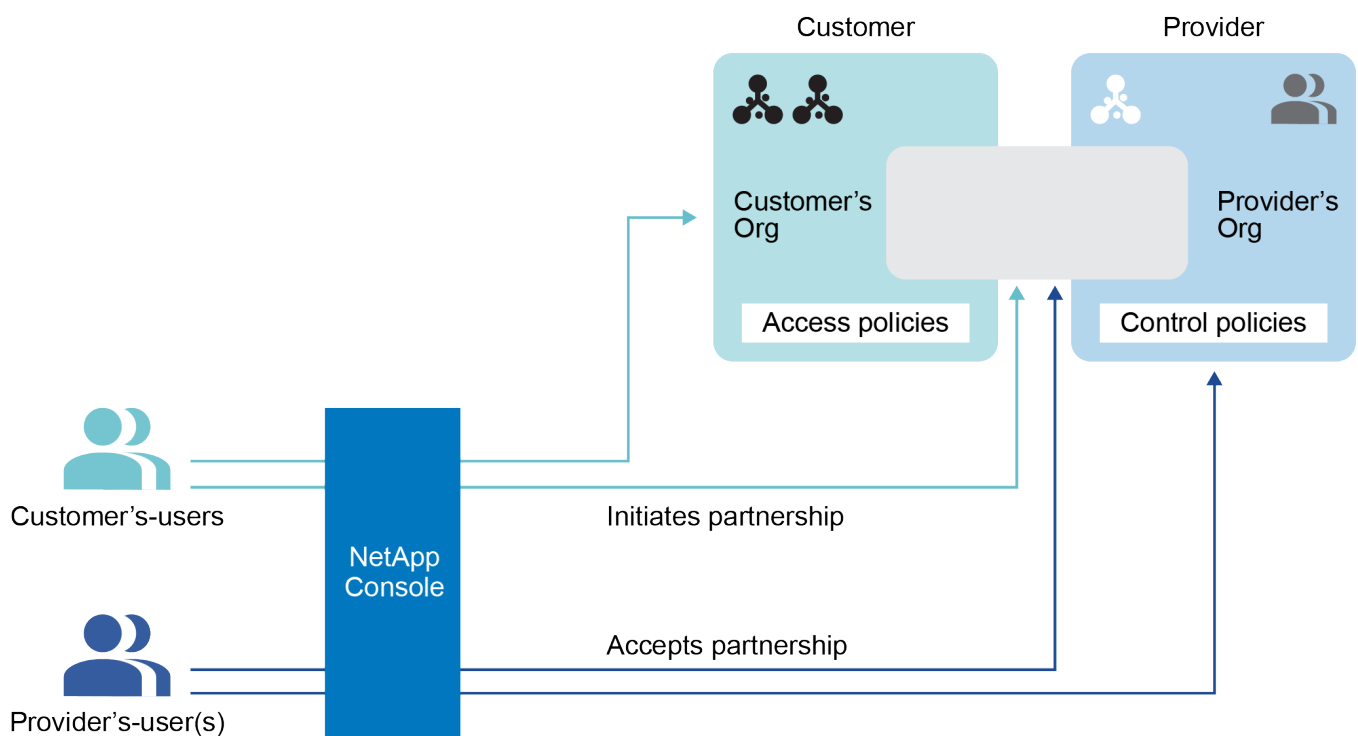 Customer
Provider
Customer’s
Org
Provider’s
Org
Access policies
Control policies
Customer’s-users
Initiates partnership
NetApp
Console
Accepts partnership
Provider’s-user(s)